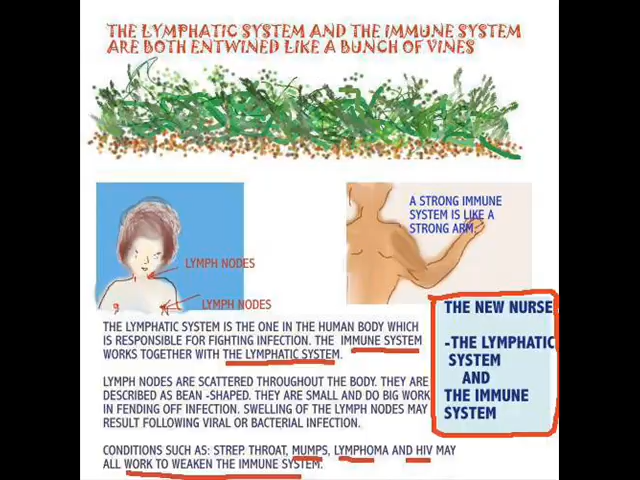 THE LYMPHATIC SYSTEM AND THE IMMUNE SYSTEM
ARE BOTH ENTWINED LIKE A BUNCH OF VINES
A STRONG IMMUNE
SYSTEM IS LIKE A
STRONG ARM.
LYMPH NODES
LYMPH NODES
THE LYMPHATIC SYSTEM IS THE ONE IN THE HUMAN BODY WHICH
IS RESPONSIBLE FOR FIGHTING INFECTION. THE IMMUNE SYSTEM
WORKS TOGETHER WITH THE LYMPHATIC SYSTEM.
LYMPH NODES ARE SCATTERED THROUGHOUT THE BODY. THEY ARE
DESCRIBED AS BEAN -SHAPED. THEY ARE SMALL AND DO BIG WORK
IN FENDING OFF INFECTION. SWELLING OF THE LYMPH NODES MAY
RESULT FOLLOWING VIRAL OR BACTERIAL INFECTION.
CONDITIONS SUCH AS: STREP. THROAT, MUMPS, LYMPHOMA AND HIV MAY
ALL WORK TO WEAKEN THE IMMUNE SYSTEM.
THE NEW NURSE
-THE LYMPHATIC
SYSTEM
AND
THE IMMUNE
SYSTEM